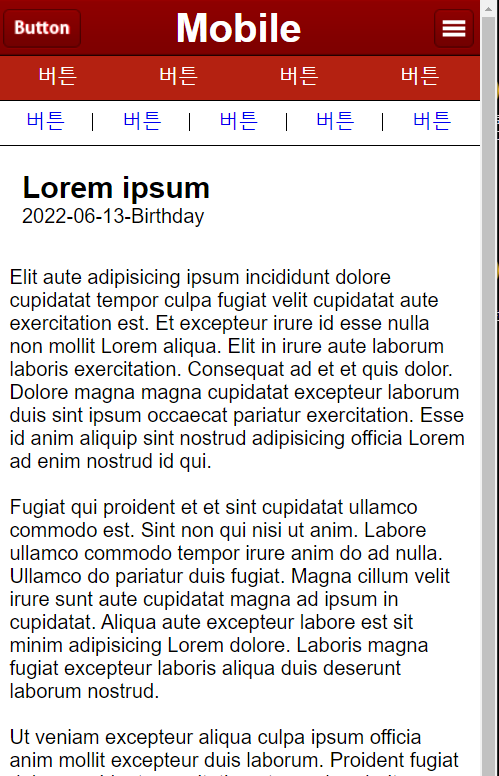 Button Mobile
버튼 버튼 버튼 버튼
버튼 | 버튼 | 버튼 | 버튼 | 버튼
Lorem ipsum
2022-06-13-Birthday
Elit aute adipisicing ipsum incididunt dolore
cupidatat tempor culpa fugiat velit cupidatat aute
exercitation est. Et excepteur irure id esse nulla
non mollit Lorem aliqua. Elit in irure aute laborum
laboris exercitation. Consequat ad et et quis dolor.
Dolore magna magna cupidatat excepteur laborum
duis sint ipsum occaecat pariatur exercitation. Esse
id anim aliquip sint nostrud adipisicing officia Lorem
ad enim nostrud id qui.
Fugiat qui proident et et sint cupidatat ullamco
commodo est. Sint non qui nisi ut anim. Labore
ullamco commodo tempor irure anim do ad nulla.
Ullamco do pariatur duis fugiat. Magna cillum velit
irure sunt aute cupidatat magna ad ipsum in
cupidatat. Aliqua aute excepteur labore est sit
minim adipisicing Lorem dolore. Laboris magna
fugiat excepteur laboris aliqua duis deserunt
laborum nostrud.
Ut veniam excepteur aliqua culpa ipsum officia
anim mollit excepteur duis laborum. Proident fugiat